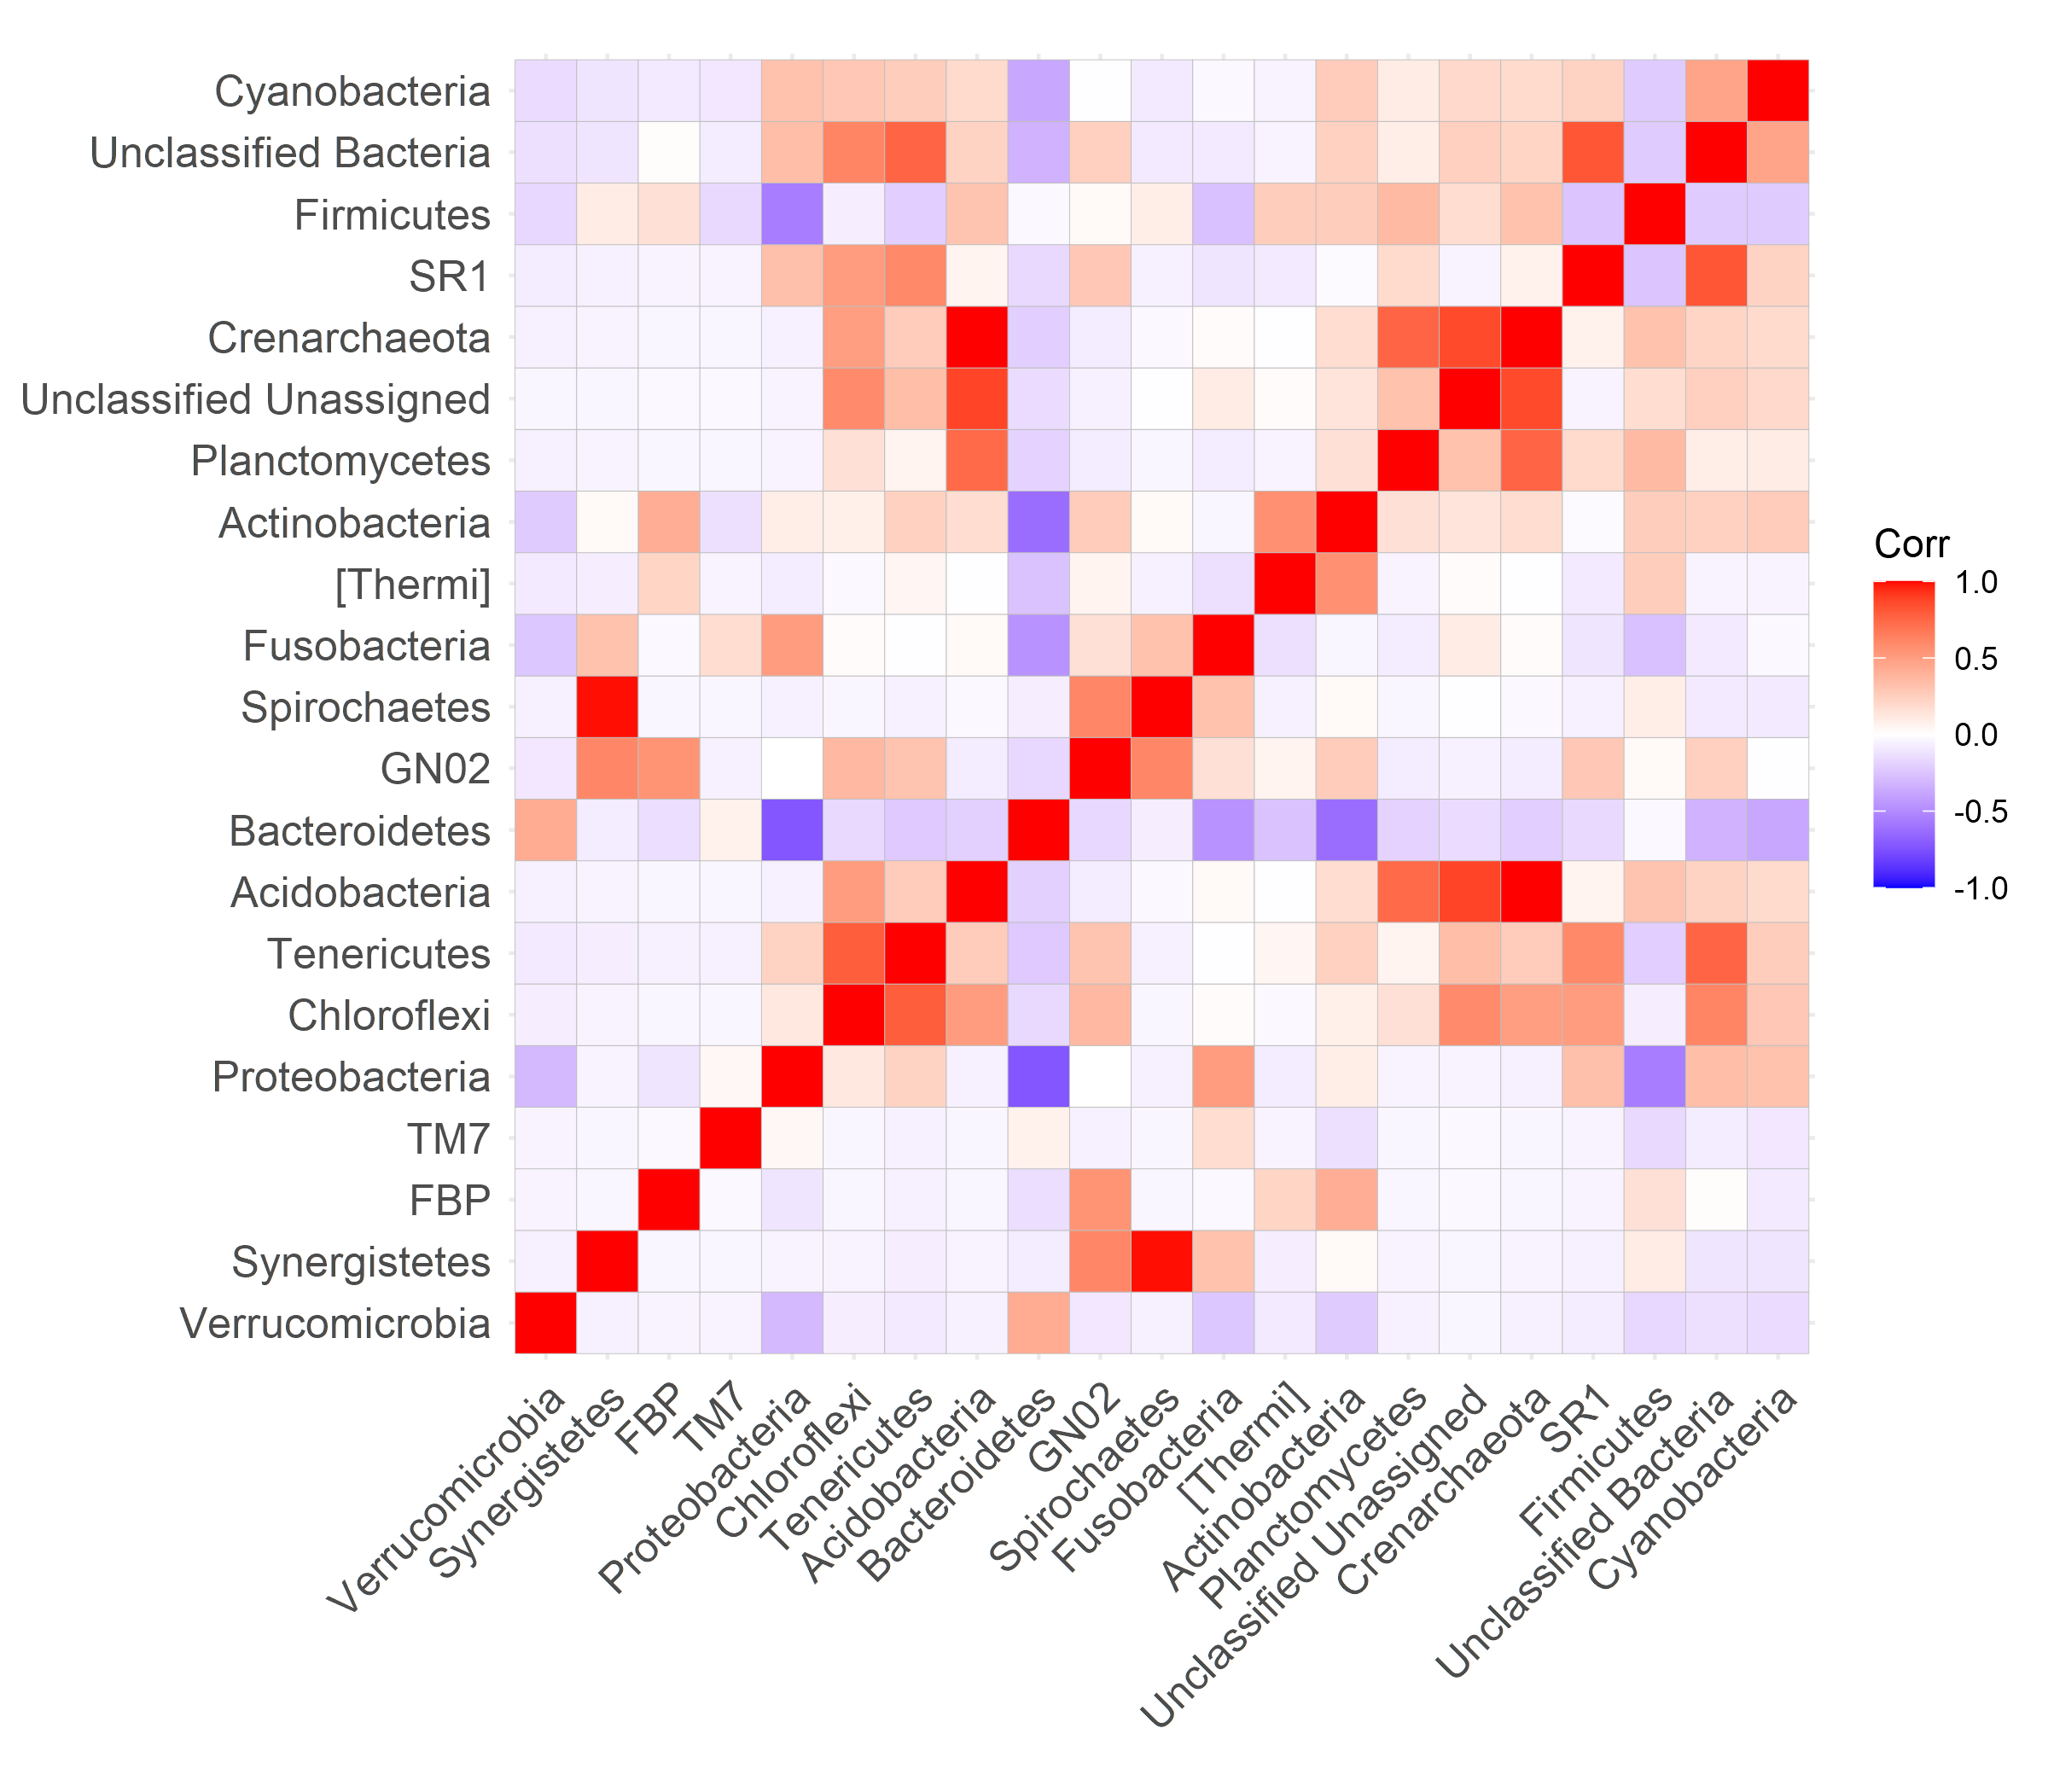 Cyanobacteria
Unclassified Bacteria
Firmicutes
SR1
Crenarchaeota
Unclassified Unassigned
Planctomycetes
Actinobacteria
[Thermi]
Fusobacteria
Spirochaetes
GN02
Bacteroidetes
Acidobacteria
Tenericutes
Chloroflexi
Proteobacteria
TM7
FBP
Synergistetes
Verrucomicrobia
Verrucomicrobia
Synergistetes
FBP
TM7
Proteobacteria
Chloroflexi
Tenericutes
Acidobacteria
Bacteroidetes
GN02
Spirochaetes
Fusobacteria
[Thermi]
Actinobacteria
Planctomycetes
Unclassified Unassigned
Crenarchaeota
SR1
Firmicutes
Unclassified Bacteria
Cyanobacteria
Corr
1.0
0.5
0.0
-0.5
-1.0